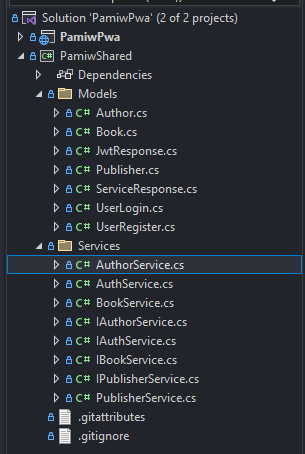 Solution 'PamiwPwa' (2 of 2 projects)
PamiwPwa
C# PamiwShared
Dependencies
Models
C# Author.cs
C# Book.cs
C# JwtResponse.cs
C# Publisher.cs
C# ServiceResponse.cs
C# UserLogin.cs
C# UserRegister.cs
Services
C# AuthorService.cs
C# AuthService.cs
C# BookService.cs
C# IAuthorService.cs
C# IAuthService.cs
C# IBookService.cs
C# IPublisherService.cs
C# PublisherService.cs
.gitattributes
.gitignore